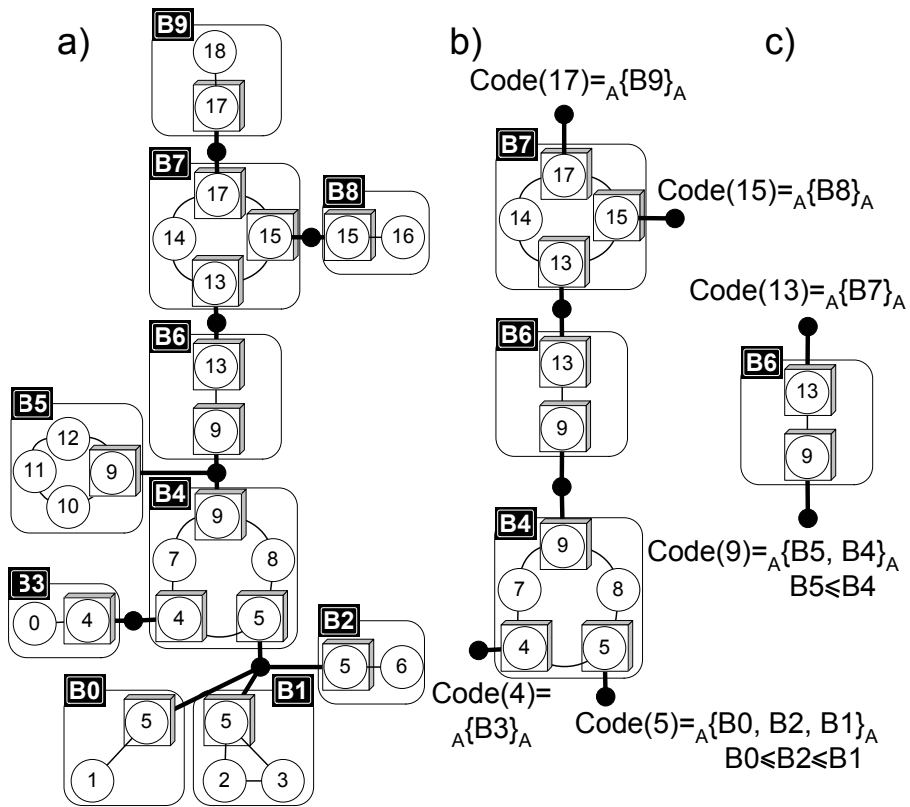 a)
B9
18
17
B7
17
14
15
13
B8
15
16
B6
13
9
B5
12
11
9
10
B4
9
7
8
4
5
B3
0
4
B2
5
6
B0
5
1
B1
5
2
3
b)
Code(17)=A{B9}A
B7
17
14
15
13
Code(15)=A{B8}A
B6
13
9
B4
9
7
8
4
5
Code(4)=
A{B3}A
Code(5)=A{B0, B2, B1}A
B0⩽B2⩽B1
c)
Code(13)=A{B7}A
B6
13
9
Code(9)=A{B5, B4}A
B5⩽B4